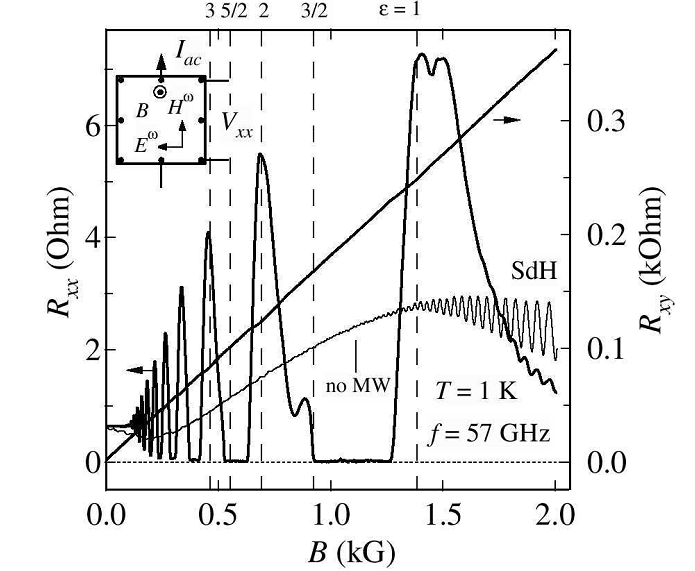 3 5/2 2 3/2 ε = 1
I_ac
B H^ω
E^ω
V_xx
6
4
2
0
R_xx (Ohm)
0.3
0.2
0.1
0.0
R_xy (kOhm)
SdH
no MW
T = 1 K
f = 57 GHz
0.0 0.5 1.0 1.5 2.0
B (kG)